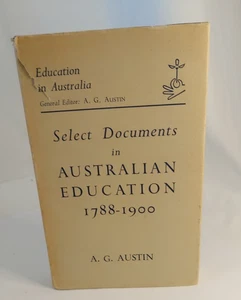 Education
in Australia
General Editor: A. G. AUSTIN
Select Documents
in
AUSTRALIAN
EDUCATION
1788-1900
A. G. AUSTIN